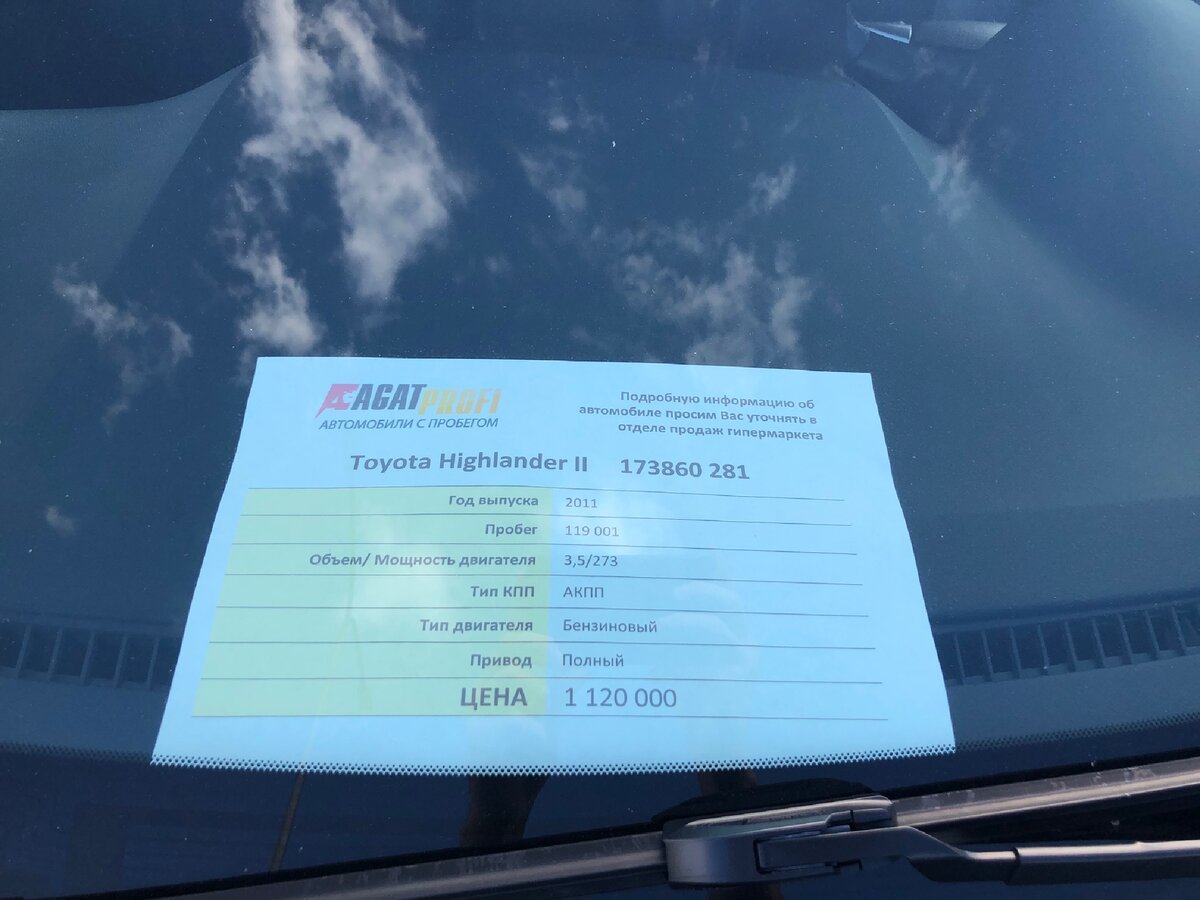 AGATPROFI
АВТОМОБИЛИ С ПРОБЕГОМ
Подробную информацию об
автомобиле просим Вас уточнять в
отделе продаж гипермаркета
Toyota Highlander II 173860 281
Год выпуска 2011
Пробег 119 001
Объем/ Мощность двигателя 3,5/273
Тип КПП АКПП
Тип двигателя Бензиновый
Привод Полный
ЦЕНА 1 120 000